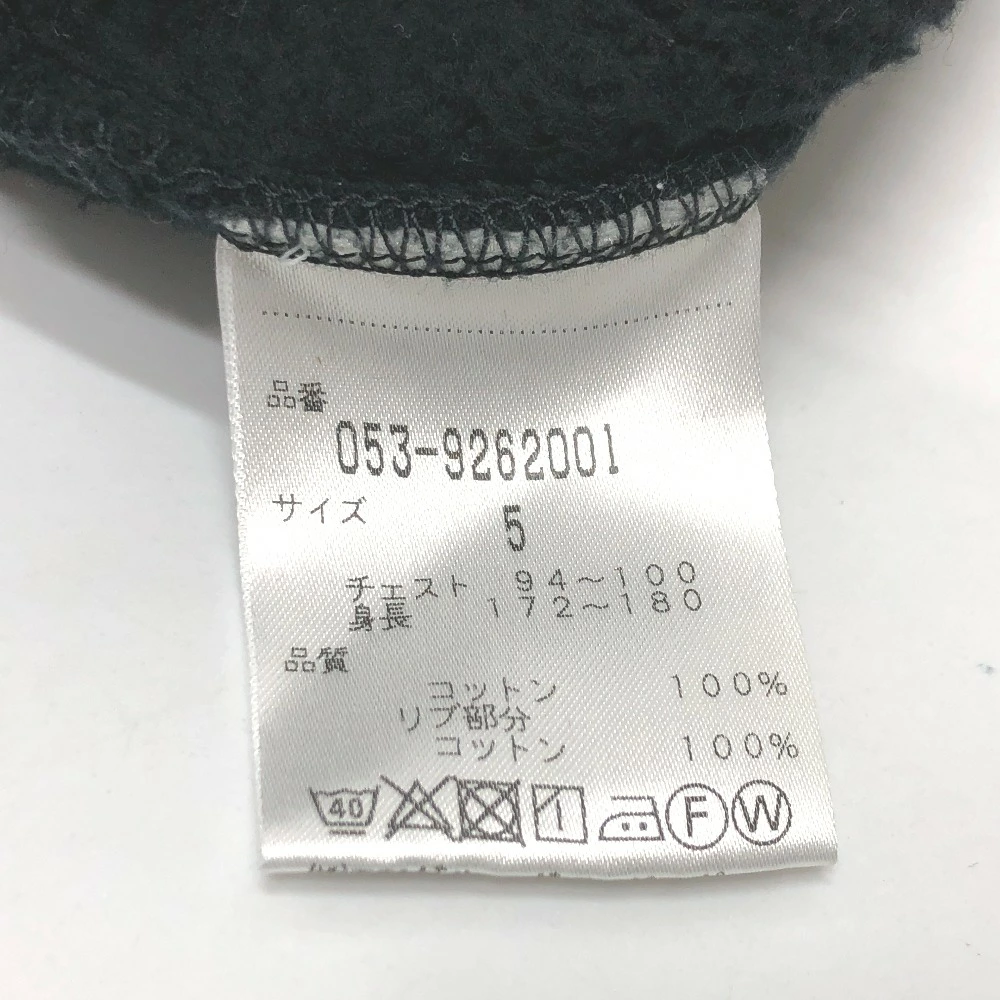 品番
053-9262001
サイズ 5
チェスト 94～100
身長 172～180
品質
コットン 100%
リブ部分
コットン 100%
40 F W